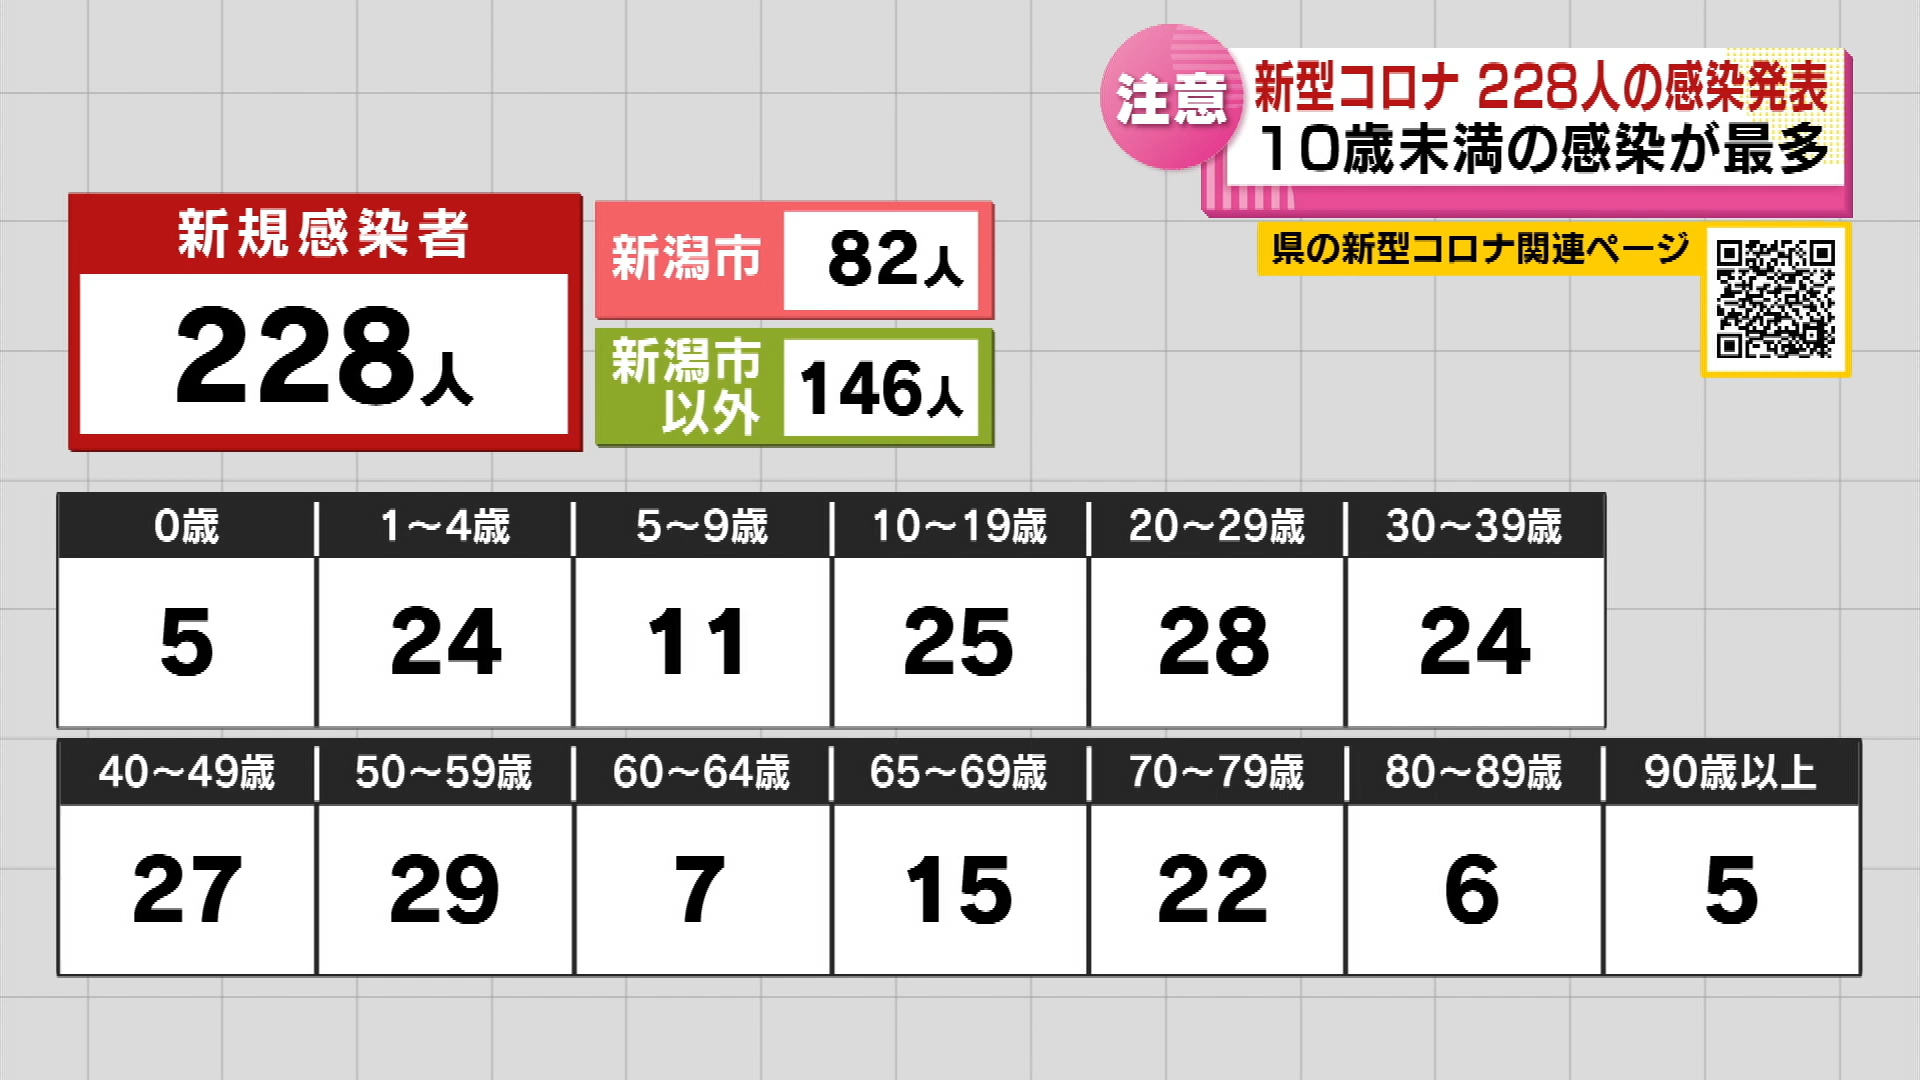 注意
新型コロナ 228人の感染発表
10歳未満の感染が最多
県の新型コロナ関連ページ
新規感染者
228人
新潟市
82人
新潟市
以外
146人
0歳 1～4歳 5～9歳 10～19歳 20～29歳 30～39歳
5 24 11 25 28 24
40～49歳 50～59歳 60～64歳 65～69歳 70～79歳 80～89歳 90歳以上
27 29 7 15 22 6 5